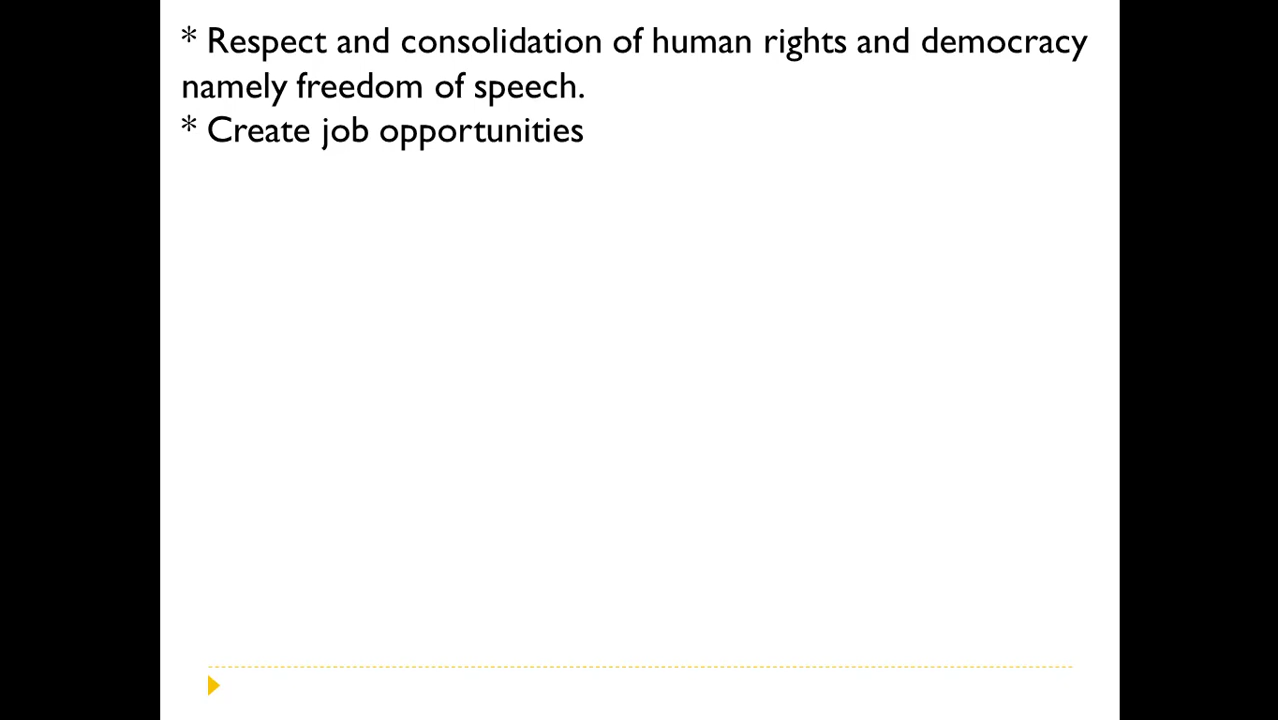 * Respect and consolidation of human rights and democracy
namely freedom of speech.
* Create job opportunities